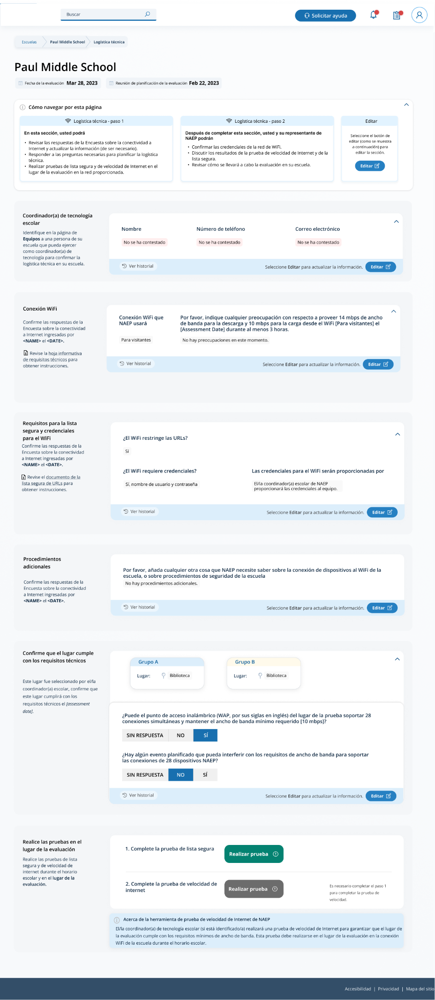 Buscar
Solicitar ayuda
Escuelas
Paul Middle School
Logística técnica
Paul Middle School
Fecha de la evaluación Mar 28, 2023
Reunión de planificación de la evaluación Feb 22, 2023
Cómo navegar por esta página
Logística técnica - paso 1
En esta sección, usted podrá
• Revisar las respuestas de la Encuesta sobre la conectividad a
Internet y actualizar la información (de ser necesario).
• Responder a las preguntas necesarias para planificar la logística
técnica.
• Realizar pruebas de lista segura y de velocidad de Internet en el
lugar de la evaluación en la red proporcionada.
Logística técnica - paso 2
Después de completar esta sección, usted y su representante de
NAEP podrán
• Confirmar las credenciales de la red de WiFi.
• Discutir los resultados de la prueba de velocidad de Internet y de la
lista segura.
• Revisar cómo se llevará a cabo la evaluación en su escuela.
Editar
Seleccione el botón de
editar (como se muestra
a continuación) para
editar la sección.
Editar
Coordinador(a) de tecnología
escolar
Identifique en la página de
Equipos a una persona de su
escuela que pueda ejercer
como coordinador(a) de
tecnología para confirmar la
logística técnica en su escuela.
Nombre
Número de teléfono
Correo electrónico
No se ha contestado
No se ha contestado
No se ha contestado
Ver historial
Seleccione Editar para actualizar la información.
Editar
Conexión WiFi
Confirme las respuestas de la
Encuesta sobre la conectividad
a Internet ingresadas por
<NAME> el <DATE>.
Revise la hoja informativa
de requisitos técnicos para
obtener instrucciones.
Conexión WiFi que
NAEP usará
Para visitantes
Por favor, indique cualquier preocupación con respecto a proveer 14 mbps de ancho
de banda para la descarga y 10 mbps para la carga desde el WiFi [Para visitantes] el
[Assessment Date] durante al menos 3 horas.
No hay preocupaciones en este momento.
Ver historial
Seleccione Editar para actualizar la información.
Editar
Requisitos para la lista
segura y credenciales
para el WiFi
Confirme las respuestas de la
Encuesta sobre la conectividad
a Internet ingresadas por
<NAME> el <DATE>.
Revise el documento de la
lista segura de URLs para
obtener instrucciones.
¿El WiFi restringe las URLs?
Sí
¿El WiFi requiere credenciales?
Sí, nombre de usuario y contraseña
Las credenciales para el WiFi serán proporcionadas por
El/la coordinador(a) escolar de NAEP
proporcionará las credenciales al equipo.
Ver historial
Seleccione Editar para actualizar la información.
Editar
Procedimientos
adicionales
Confirme las respuestas de la
Encuesta sobre la conectividad
a Internet ingresadas por
<NAME> el <DATE>.
Por favor, añada cualquier otra cosa que NAEP necesite saber sobre la conexión de dispositivos al WiFi de la
escuela, o sobre procedimientos de seguridad de la escuela
No hay procedimientos adicionales.
Ver historial
Seleccione Editar para actualizar la información.
Editar
Confirme que el lugar cumple
con los requisitos técnicos
Este lugar fue seleccionado por el/la
coordinador(a) escolar, confirme que
este lugar cumplirá con los
requisitos técnicos el [assessment
date].
Grupo A
Lugar: Biblioteca
Grupo B
Lugar: Biblioteca
¿Puede el punto de acceso inalámbrico (WAP, por sus siglas en inglés) del lugar de la prueba soportar 28
conexiones simultáneas y mantener el ancho de banda mínimo requerido [10 mbps]?
SIN RESPUESTA NO SÍ
¿Hay algún evento planificado que pueda interferir con los requisitos de ancho de banda para soportar
las conexiones de 28 dispositivos NAEP?
SIN RESPUESTA NO SÍ
Ver historial
Seleccione Editar para actualizar la información.
Editar
Realice las pruebas en el
lugar de la evaluación
Realice las pruebas de lista
segura y de velocidad de
internet durante el horario
escolar y en el lugar de la
evaluación.
1. Complete la prueba de lista segura
Realizar prueba
2. Complete la prueba de velocidad de
internet
Realizar prueba
Es necesario completar el paso 1
para completar la prueba de
velocidad.
Acerca de la herramienta de prueba de velocidad de Internet de NAEP
El/la coordinador(a) de tecnología escolar (si está identificado/a) realizará una prueba de velocidad de Internet para garantizar que el lugar de
la evaluación cumple con los requisitos mínimos de ancho de banda. Esta prueba debe realizarse en el lugar de la evaluación en la conexión
WiFi de la escuela durante el horario escolar.
Accesibilidad | Privacidad | Mapa del sitio